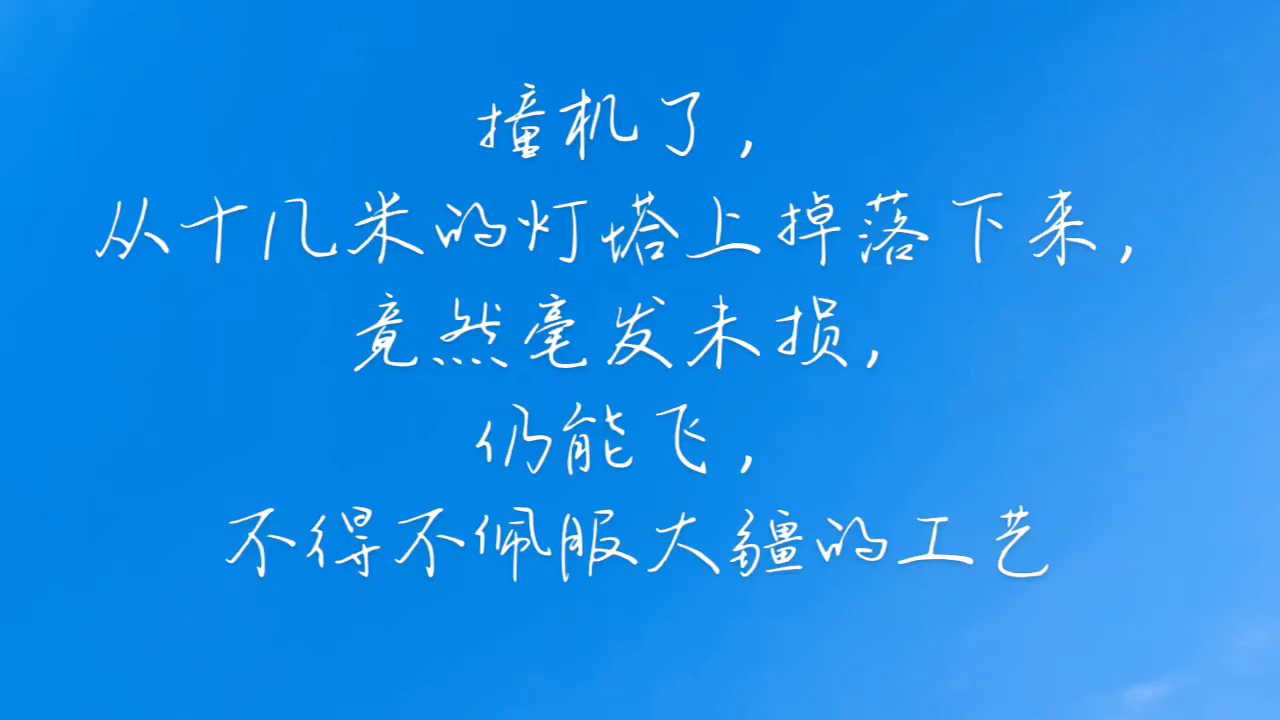 撞机了，
从十几米的灯塔上掉落下来，
竟然毫发未损，
仍能飞，
不得不佩服大疆的工艺